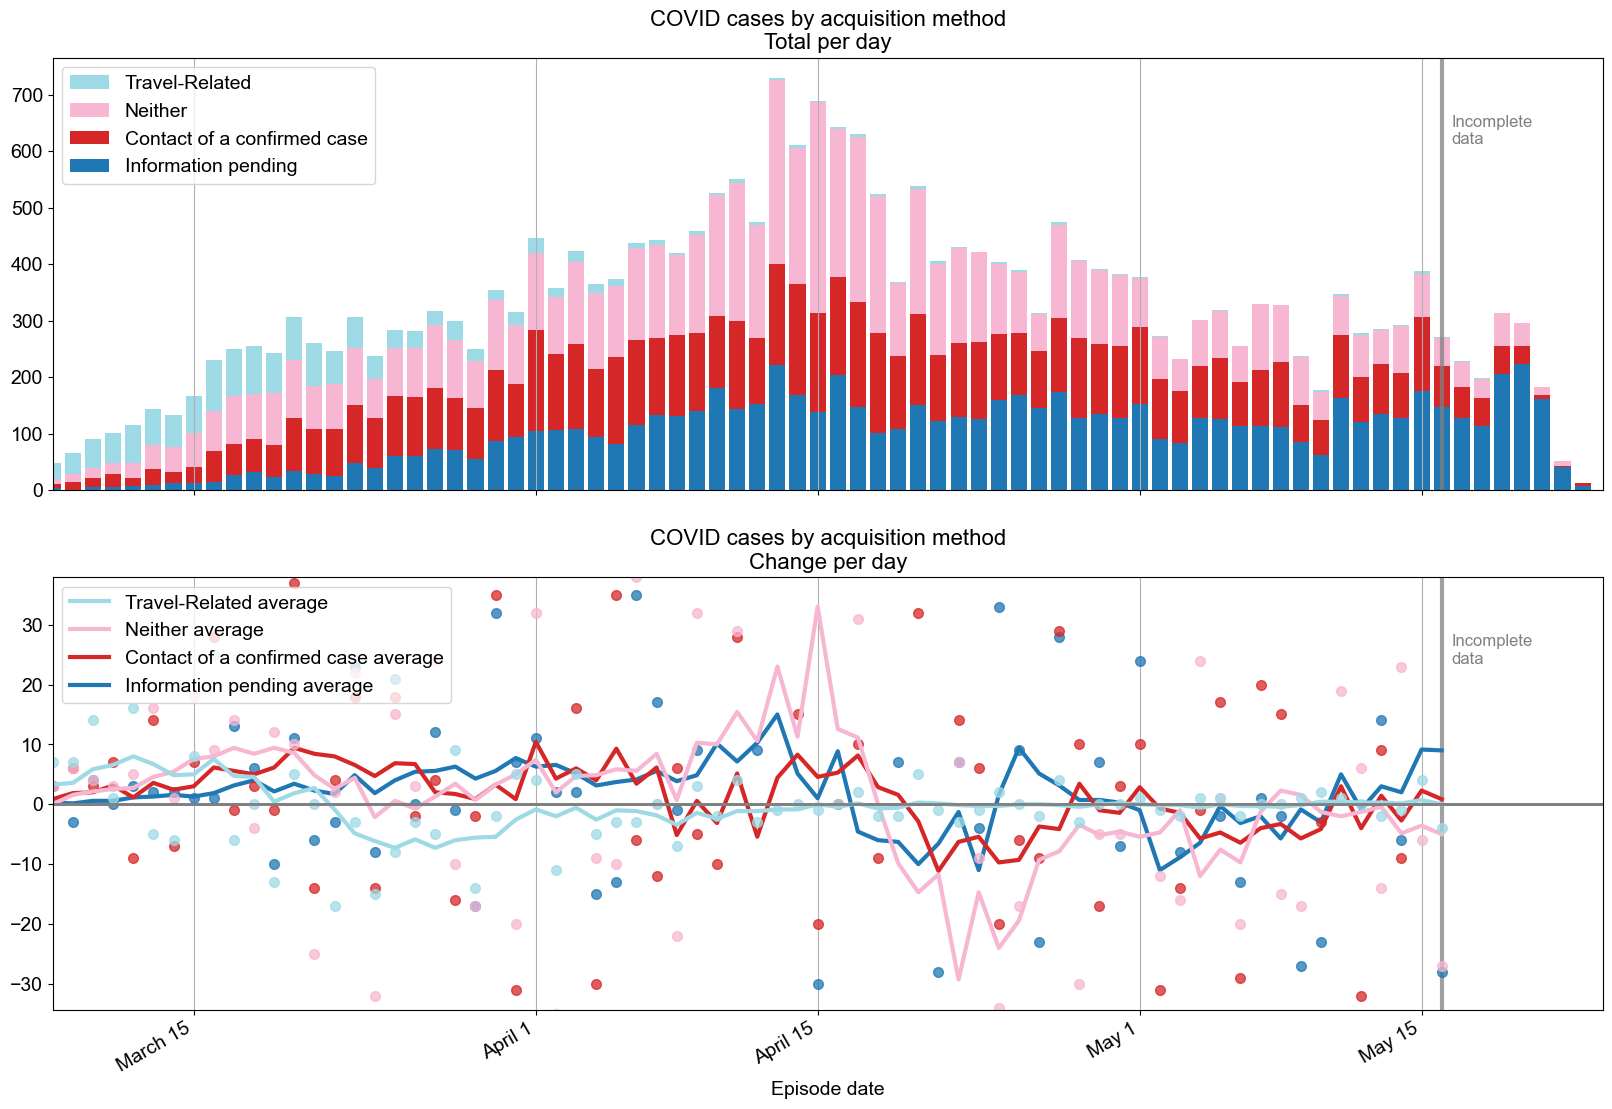 COVID cases by acquisition method
Total per day
Travel-Related
Neither
Contact of a confirmed case
Information pending
700
600
500
400
300
200
100
0
Incomplete
data
COVID cases by acquisition method
Change per day
Travel-Related average
Neither average
Contact of a confirmed case average
Information pending average
30
20
10
0
−10
−20
−30
Incomplete
data
March 15
April 1
April 15
May 1
May 15
Episode date